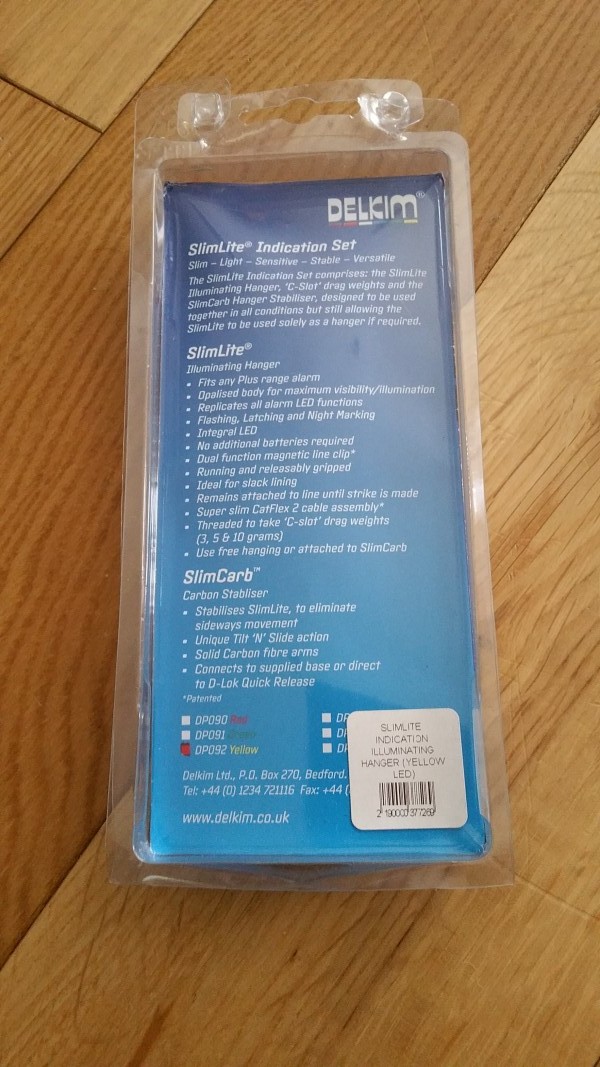 DELKIM®
SlimLite® Indication Set
Slim – Light – Sensitive – Stable – Versatile
The SlimLite Indication Set comprises: the SlimLite
Illuminating Hanger, 'C-Slot' drag weights and the
SlimCarb Hanger Stabiliser, designed to be used
together in all conditions but still allowing the
SlimLite to be used solely as a hanger if required.
SlimLite®
Illuminating Hanger
• Fits any Plus range alarm
• Opalised body for maximum visibility/illumination
• Replicates all alarm LED functions
• Flashing, Latching and Night Marking
• Integral LED
• No additional batteries required
• Dual function magnetic line clip*
• Running and releasably gripped
• Ideal for slack lining
• Remains attached to line until strike is made
• Super slim CatFlex 2 cable assembly*
• Threaded to take 'C-slot' drag weights
(3, 5 & 10 grams)
• Use free hanging or attached to SlimCarb
SlimCarb™
Carbon Stabliser
• Stabilises SlimLite, to eliminate
sideways movement
• Unique Tilt 'N' Slide action
• Solid Carbon fibre arms
• Connects to supplied base or direct
to D-Lok Quick Release
*Patented
DP090 Red
DP091 Green
DP092 Yellow
Delkim Ltd., P.O. Box 270, Bedford.
Tel: +44 (0) 1234 721116 Fax: +44 (
www.delkim.co.uk
SLIMLITE
INDICATION
ILLUMINATING
HANGER (YELLOW
LED)
2 190000 377269